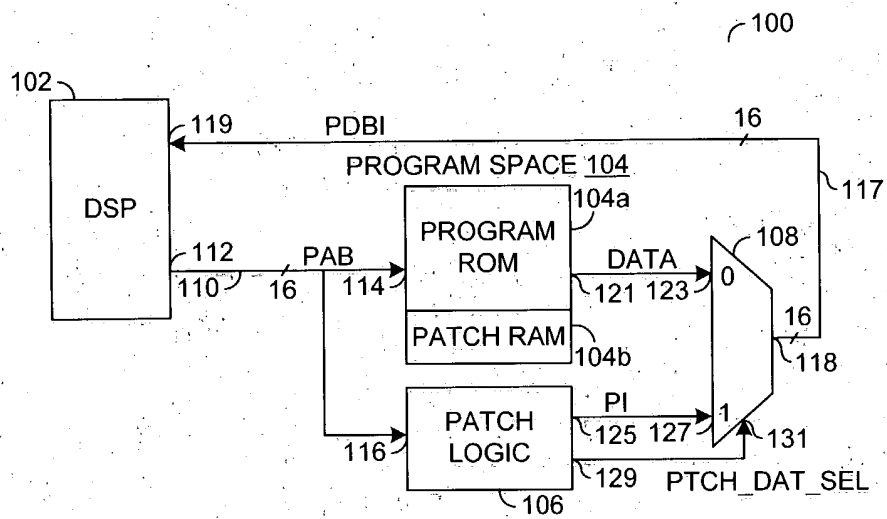 100
102
119
PDBI
16
PROGRAM SPACE 104
104a
117
DSP
PROGRAM
ROM
108
112
PAB
DATA
0
110
16
114
121
123
16
PATCH RAM
104b
118
PI
1
PATCH
LOGIC
125
127
131
116
129
PTCH_DAT_SEL
106